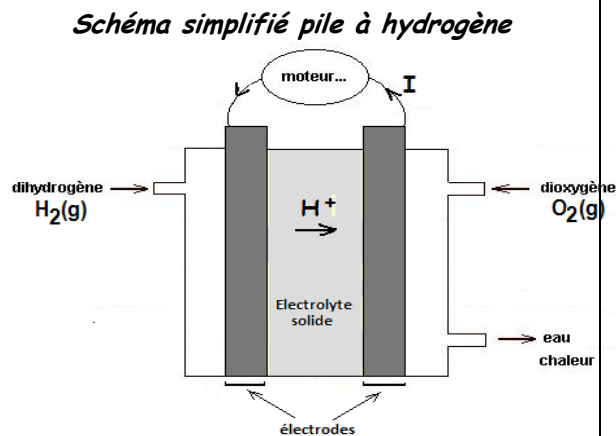 Schéma simplifié pile à hydrogène
moteur...
I
dihydrogène
H2(g)
H+
dioxygène
O2(g)
Electrolyte
solide
eau
chaleur
électrodes